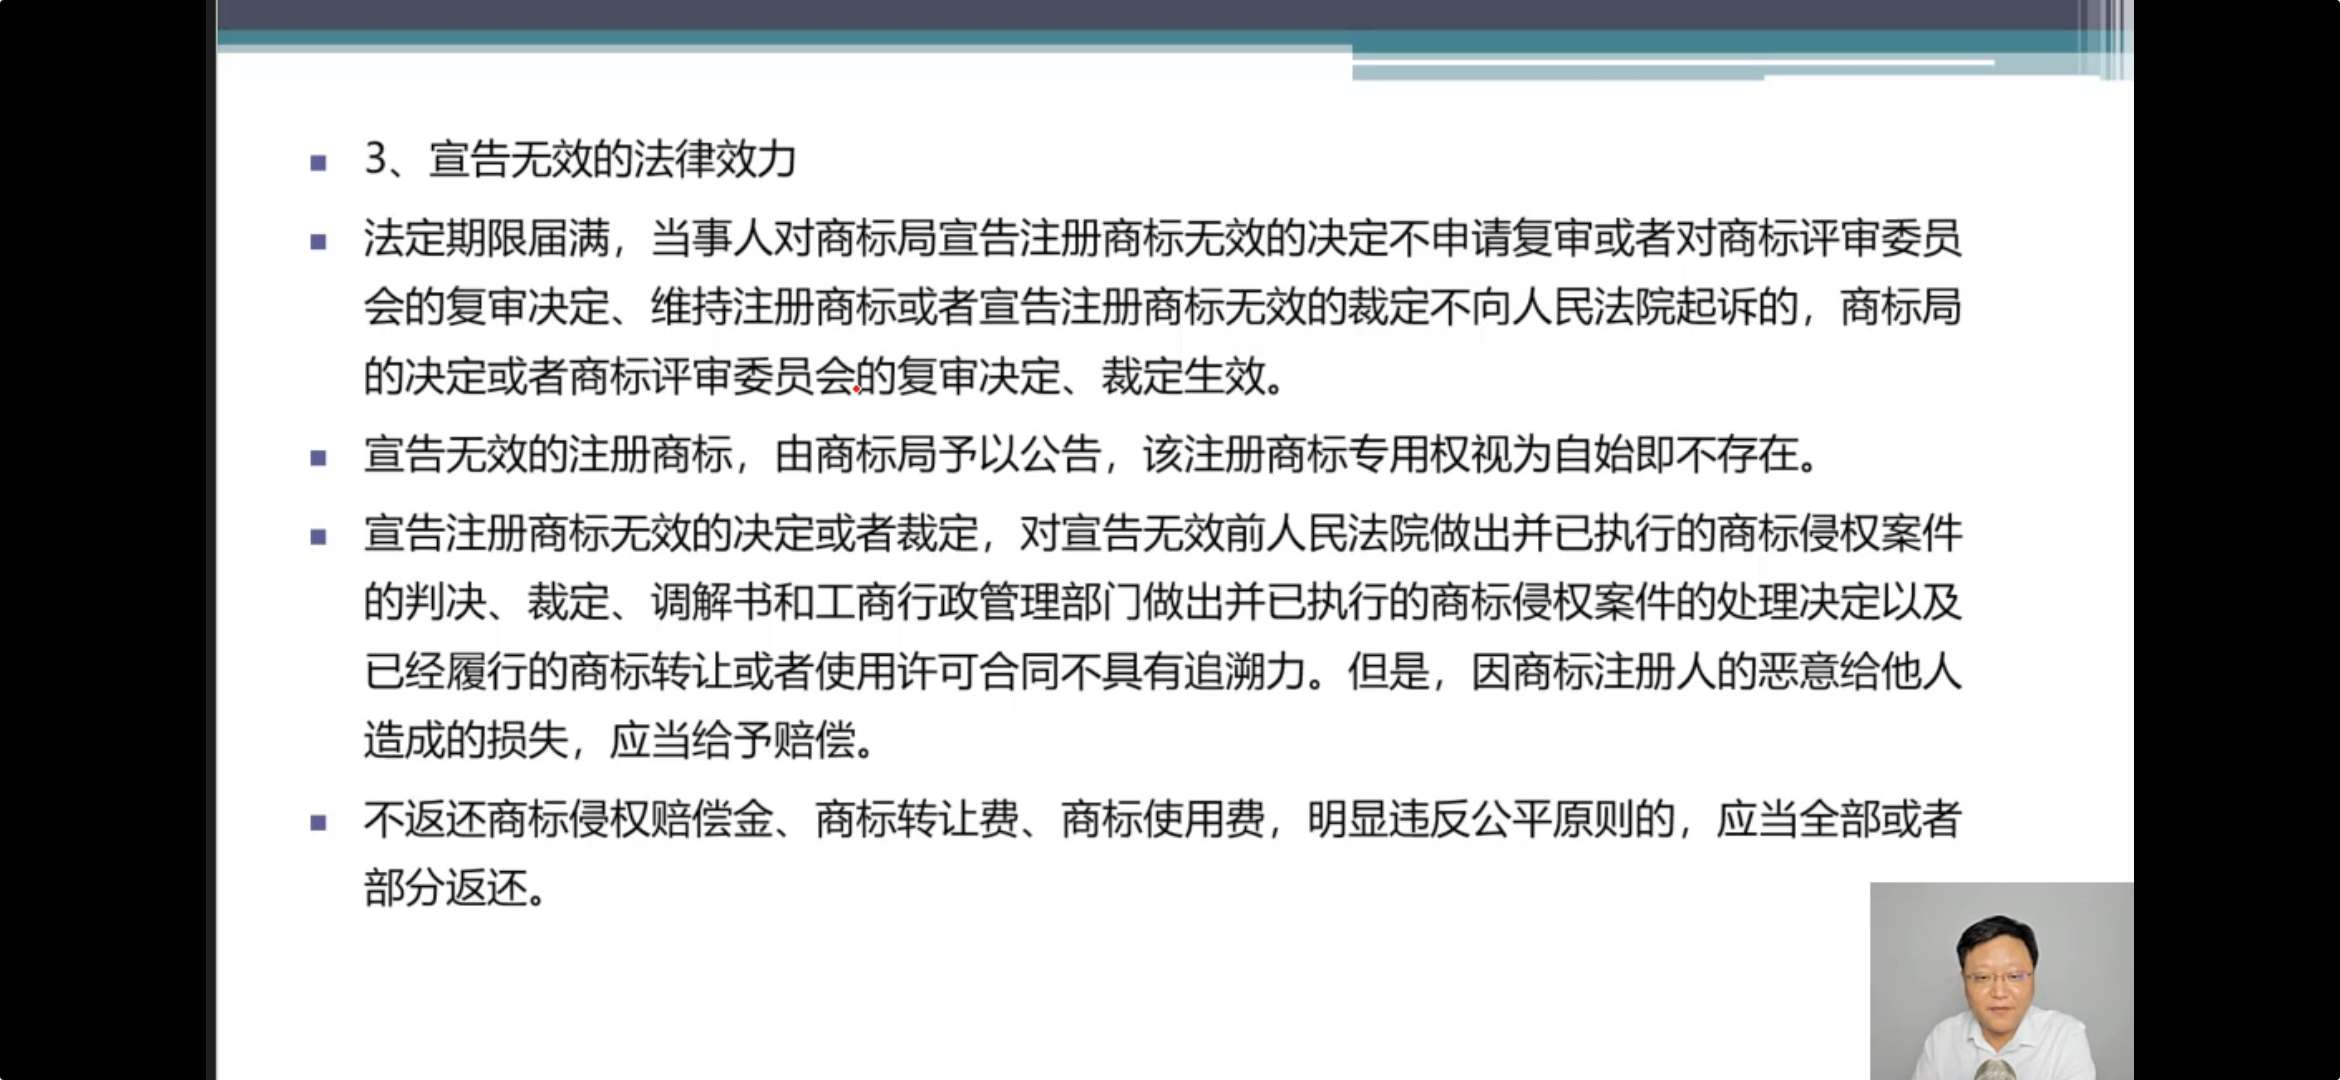 3、宣告无效的法律效力
法定期限届满，当事人对商标局宣告注册商标无效的决定不申请复审或者对商标评审委员
会的复审决定、维持注册商标或者宣告注册商标无效的裁定不向人民法院起诉的，商标局
的决定或者商标评审委员会的复审决定、裁定生效。
宣告无效的注册商标，由商标局予以公告，该注册商标专用权视为自始即不存在。
宣告注册商标无效的决定或者裁定，对宣告无效前人民法院做出并已执行的商标侵权案件
的判决、裁定、调解书和工商行政管理部门做出并已执行的商标侵权案件的处理决定以及
已经履行的商标转让或者使用许可合同不具有追溯力。但是，因商标注册人的恶意给他人
造成的损失，应当给予赔偿。
不返还商标侵权赔偿金、商标转让费、商标使用费，明显违反公平原则的，应当全部或者
部分返还。